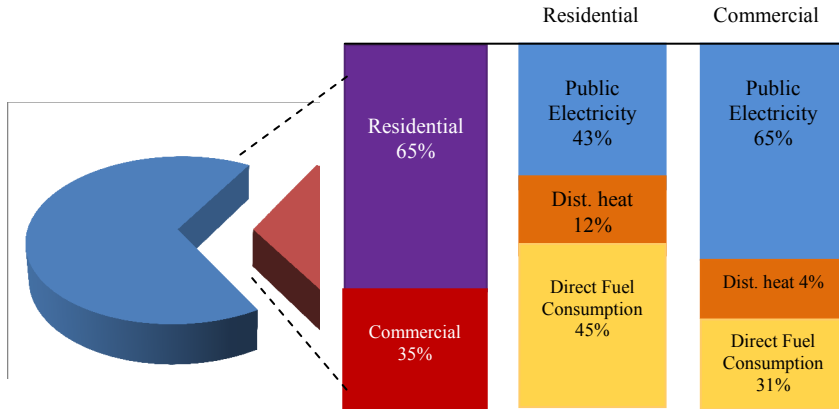 Residential
Commercial
Residential
65%
Commercial
35%
Public
Electricity
43%
Dist. heat
12%
Direct Fuel
Consumption
45%
Public
Electricity
65%
Dist. heat 4%
Direct Fuel
Consumption
31%